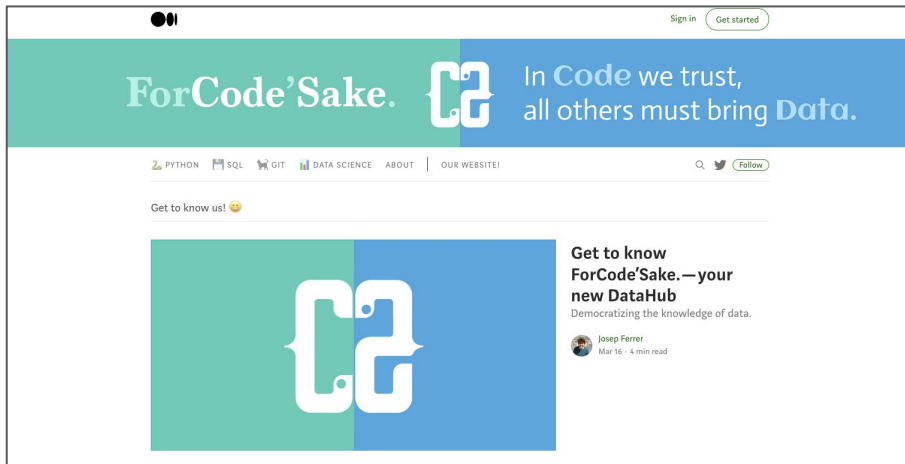 Sign in Get started
ForCode'Sake.
In Code we trust,
all others must bring Data.
PYTHON SQL GIT DATA SCIENCE ABOUT OUR WEBSITE! Follow
Get to know us! 😄
Get to know
ForCode'Sake.—your
new DataHub
Democratizing the knowledge of data.
Josep Ferrer
Mar 16 · 4 min read